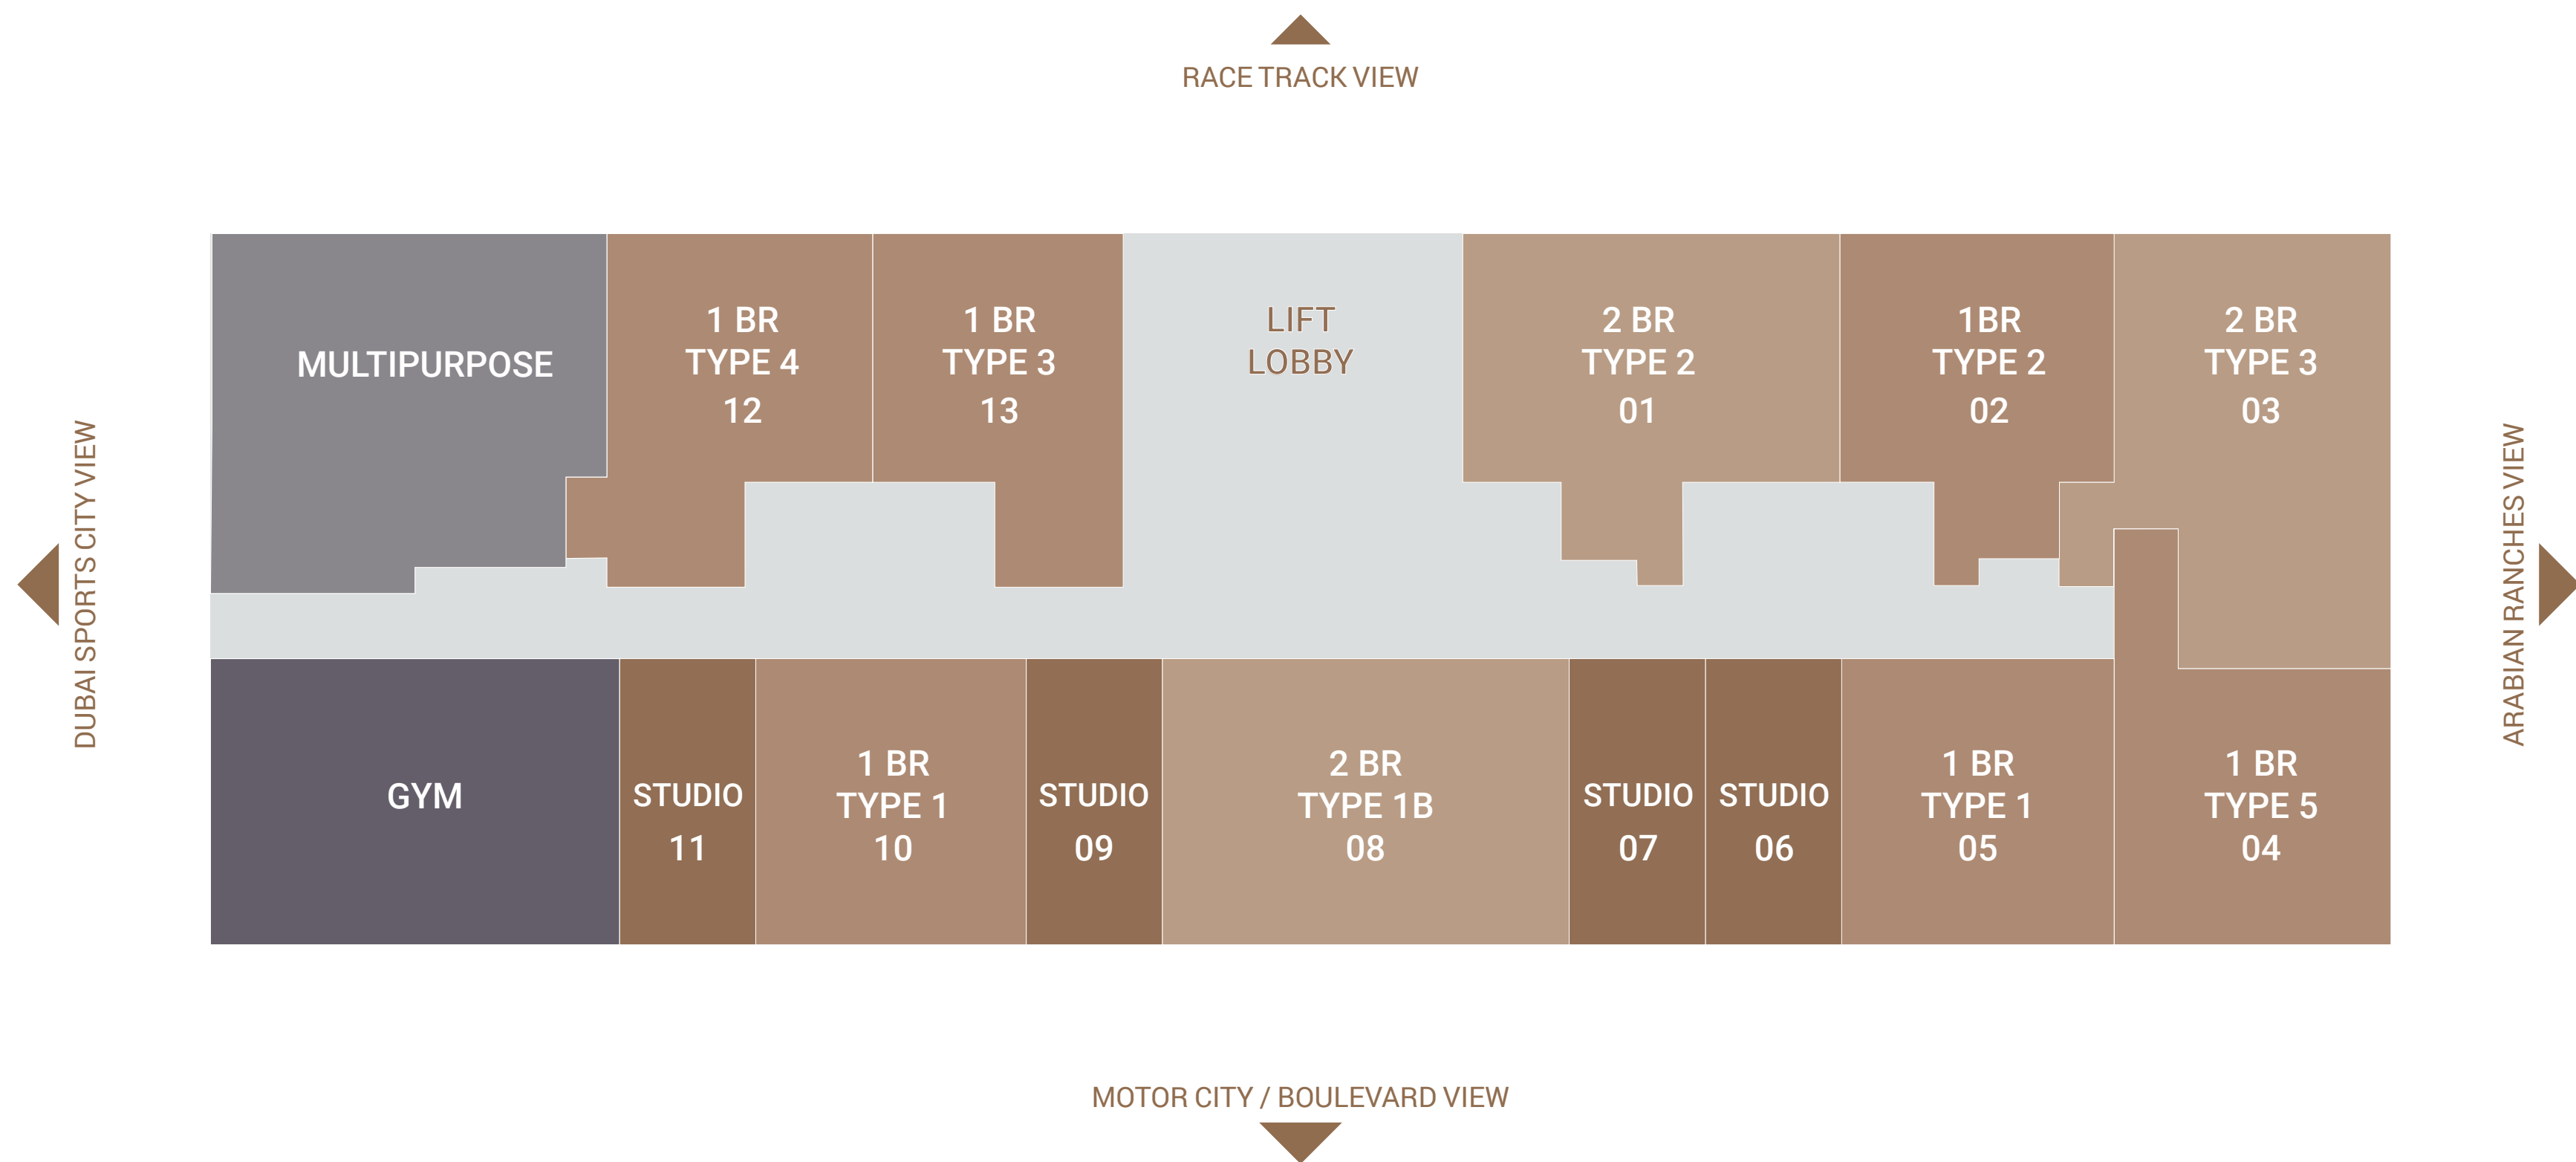 RACE TRACK VIEW
MULTIPURPOSE
1 BR
TYPE 4
12
1 BR
TYPE 3
13
LIFT
LOBBY
2 BR
TYPE 2
01
1BR
TYPE 2
02
2 BR
TYPE 3
03
DUBAI SPORTS CITY VIEW
ARABIAN RANCHES VIEW
GYM
STUDIO
11
1 BR
TYPE 1
10
STUDIO
09
2 BR
TYPE 1B
08
STUDIO
07
STUDIO
06
1 BR
TYPE 1
05
1 BR
TYPE 5
04
MOTOR CITY / BOULEVARD VIEW